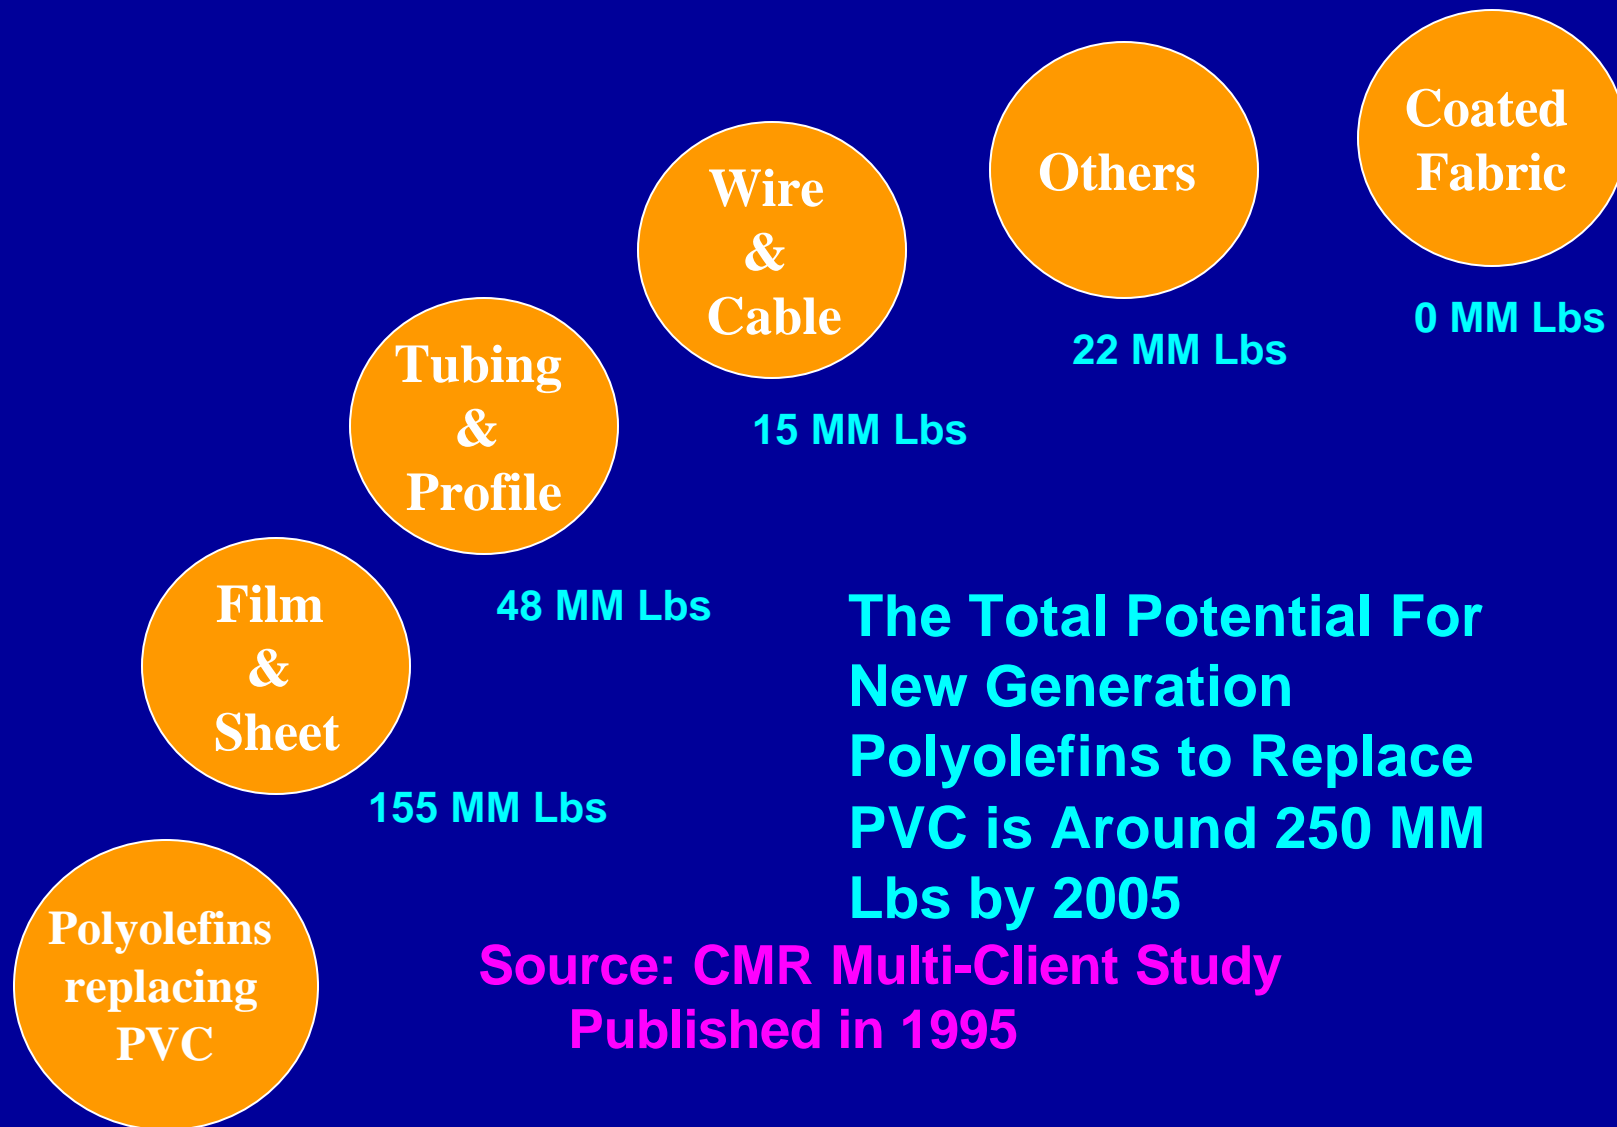 Coated
Fabric
0 MM Lbs
Others
22 MM Lbs
Wire
&
Cable
15 MM Lbs
Tubing
&
Profile
48 MM Lbs
Film
&
Sheet
155 MM Lbs
Polyolefins
replacing
PVC
The Total Potential For
New Generation
Polyolefins to Replace
PVC is Around 250 MM
Lbs by 2005
Source: CMR Multi-Client Study
Published in 1995